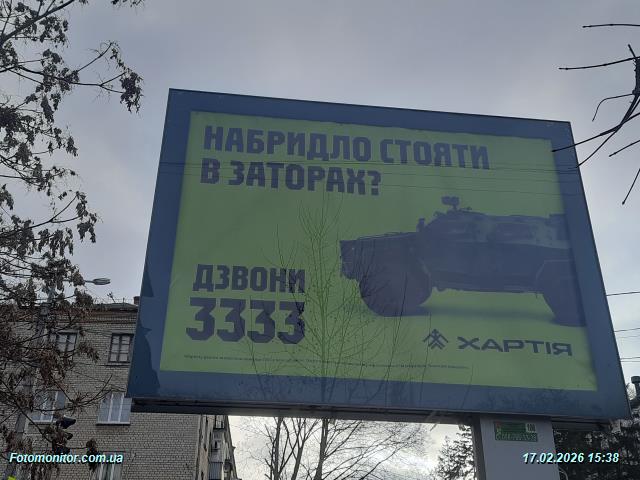 НАБРИДЛО СТОЯТИ
В ЗАТОРАХ?
ДЗВОНИ
3333
ХАРТІЯ
Fotomonitor.com.ua
17.02.2026 15:38